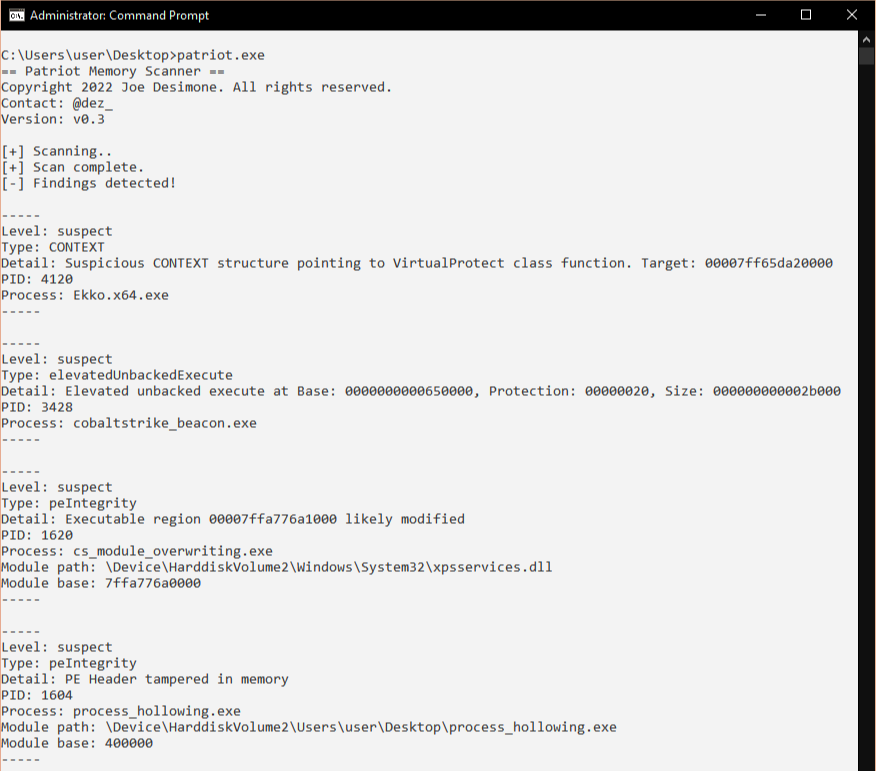 Administrator: Command Prompt
C:\Users\user\Desktop>patriot.exe
== Patriot Memory Scanner ==
Copyright 2022 Joe Desimone. All rights reserved.
Contact: @dez_
Version: v0.3
[+] Scanning..
[+] Scan complete.
[-] Findings detected!
-----
Level: suspect
Type: CONTEXT
Detail: Suspicious CONTEXT structure pointing to VirtualProtect class function. Target: 00007ff65da20000
PID: 4120
Process: Ekko.x64.exe
-----
-----
Level: suspect
Type: elevatedUnbackedExecute
Detail: Elevated unbacked execute at Base: 0000000000650000, Protection: 00000020, Size: 000000000002b000
PID: 3428
Process: cobaltstrike_beacon.exe
-----
-----
Level: suspect
Type: peIntegrity
Detail: Executable region 00007ffa776a1000 likely modified
PID: 1620
Process: cs_module_overwriting.exe
Module path: \Device\HarddiskVolume2\Windows\System32\xpsservices.dll
Module base: 7ffa776a0000
-----
-----
Level: suspect
Type: peIntegrity
Detail: PE Header tampered in memory
PID: 1604
Process: process_hollowing.exe
Module path: \Device\HarddiskVolume2\Users\user\Desktop\process_hollowing.exe
Module base: 400000
-----